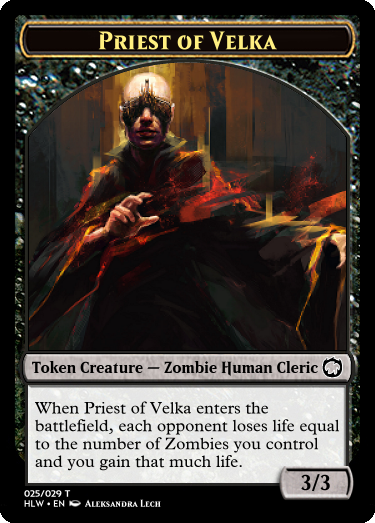 Priest of Velka
Token Creature — Zombie Human Cleric
When Priest of Velka enters the
battlefield, each opponent loses life equal
to the number of Zombies you control
and you gain that much life.
3/3
025/029 T
HLW • EN Aleksandra Lech